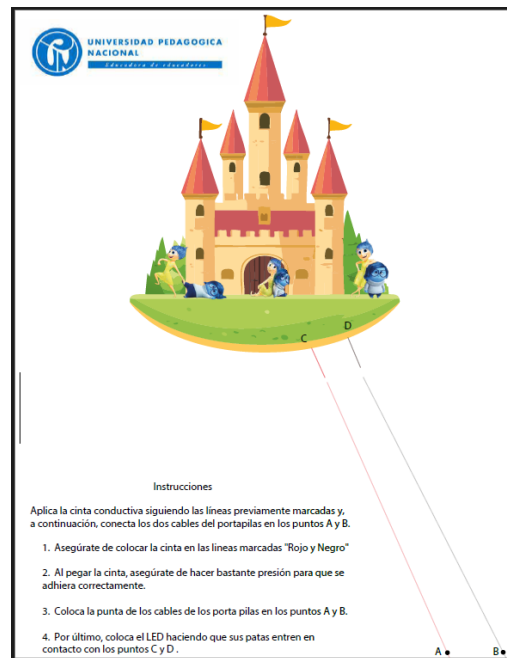 UNIVERSIDAD PEDAGOGICA
NACIONAL
Educadora de educadores
D
C
Instrucciones
Aplica la cinta conductiva siguiendo las líneas previamente marcadas y,
a continuación, conecta los dos cables del portapilas en los puntos A y B.
1. Asegúrate de colocar la cinta en las lineas marcadas "Rojo y Negro"
2. Al pegar la cinta, asegúrate de hacer bastante presión para que se
adhiera correctamente.
3. Coloca la punta de los cables de los porta pilas en los puntos A y B.
4. Por último, coloca el LED haciendo que sus patas entren en
contacto con los puntos C y D .
A
B